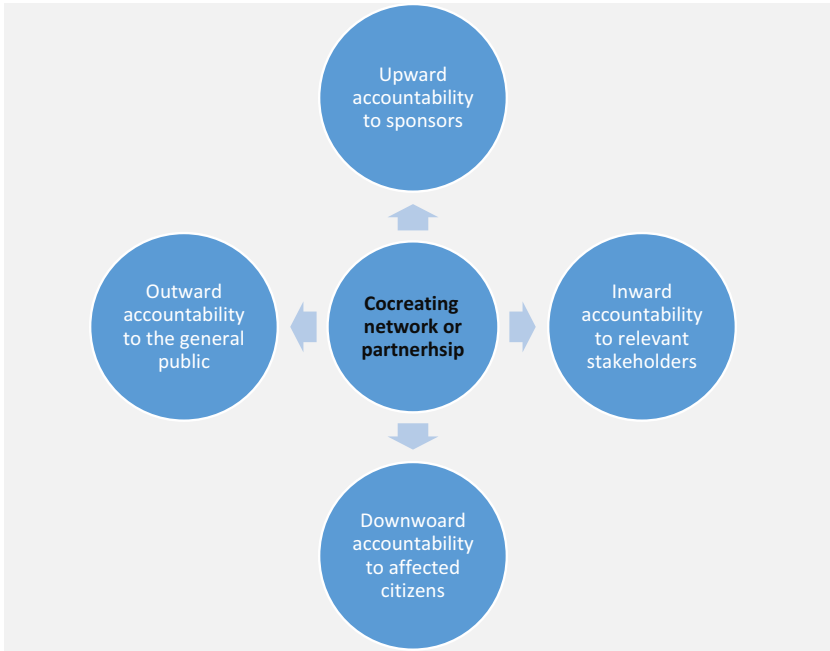 Upward
accountability
to sponsors
Outward
accountability
to the general
public
Cocreating
network or
partnerhsip
Inward
accountability
to relevant
stakeholders
Downwoard
accountability
to affected
citizens